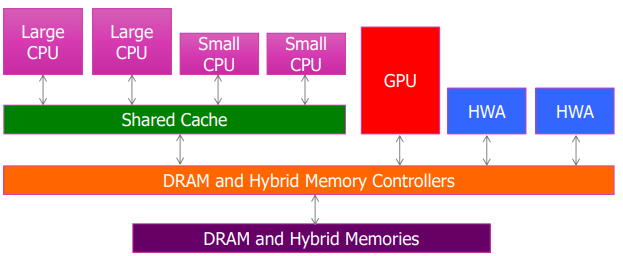 Large
CPU
Large
CPU
Small
CPU
Small
CPU
GPU
HWA
HWA
Shared Cache
DRAM and Hybrid Memory Controllers
DRAM and Hybrid Memories